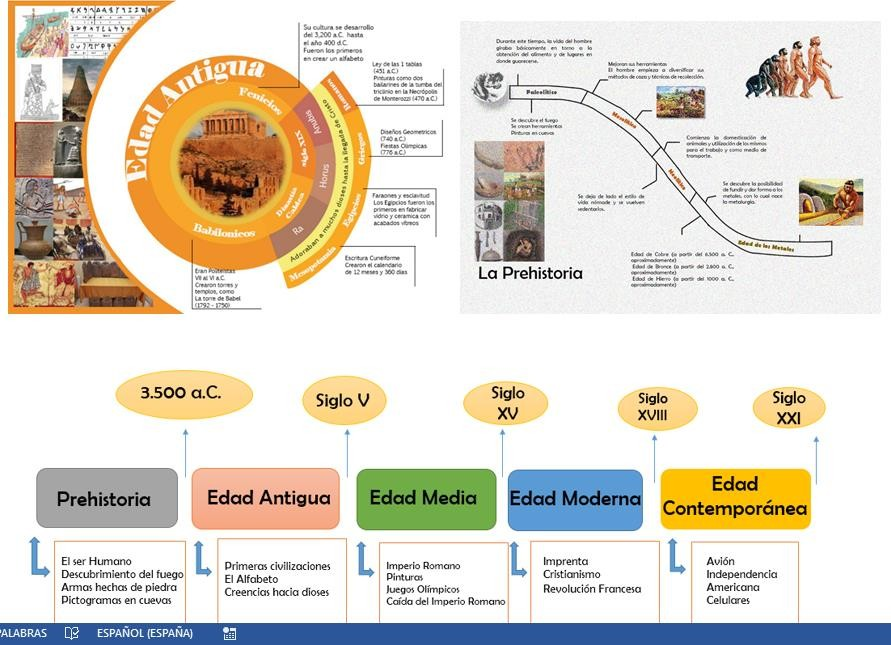 Su cultura se desarrollo
del 3,200 a.C. hasta
el año 400 d.C.
Fueron los primeros
en crear un alfabeto
Edad Antigua
Fenicios
Babilonicos
siglo XIX
Anubis
Horus
Ra
Adoraban a muchos dioses hasta la llegada de Cristo
Romanos
Griegos
Egipcios
Mesopotamia
Ley de las 1 tablas
(451 a.C.)
Pinturas como dos
bailarines de la tumba del
triclinio en la Necrópolis
de Monterozzi (470 a.C.)
Diseños Geometricos
(740 a.C.)
Fiestas Olímpicas
(776 a.C.)
Faraones y esclavitud
Los Egipcios fueron los
primeros en fabricar
vidrio y ceramica con
acabados vítreos
Escritura Cuneiforme
Crearon el calendario
de 12 meses y 360 días
Eran Politeístas
VII al VI a.C.
Crearon torres y
templos, como
La torre de Babel
(1792 - 1750)
Durante este tiempo, la vida del hombre
giraba básicamente en torno a la
obtención del alimento y de lugares en
donde guarecerse.
Mejoran sus herramientas
El hombre empieza a diversificar sus
métodos de caza y técnicas de recolección.
Paleolítico
Mesolítico
Neolítico
Edad de los Metales
Se descubre el fuego
Se crean herramientas
Pinturas en cuevas
Comienza la domesticación de
animales y utilización de los mismos
para el trabajo y como medio de
transporte.
Se deja de lado el estilo de
vida nómade y se vuelven
sedentarios.
Se descubre la posibilidad
de fundir y dar forma a los
metales, con lo cual nace
la metalurgia.
Edad de Cobre (a partir del 6.500 a. C.,
aproximadamente)
Edad de Bronce (a partir del 2.800 a. C.,
aproximadamente)
Edad de Hierro (a partir del 1000 a. C.,
aproximadamente)
La Prehistoria
3.500 a.C.
Siglo V
Siglo
XV
Siglo
XVIII
Siglo
XXI
Prehistoria
Edad Antigua
Edad Media
Edad Moderna
Edad
Contemporánea
El ser Humano
Descubrimiento del fuego
Armas hechas de piedra
Pictogramas en cuevas
Primeras civilizaciones
El Alfabeto
Creencias hacia dioses
Imperio Romano
Pinturas
Juegos Olímpicos
Caída del Imperio Romano
Imprenta
Cristianismo
Revolución Francesa
Avión
Independencia
Americana
Celulares
PALABRAS
ESPAÑOL (ESPAÑA)